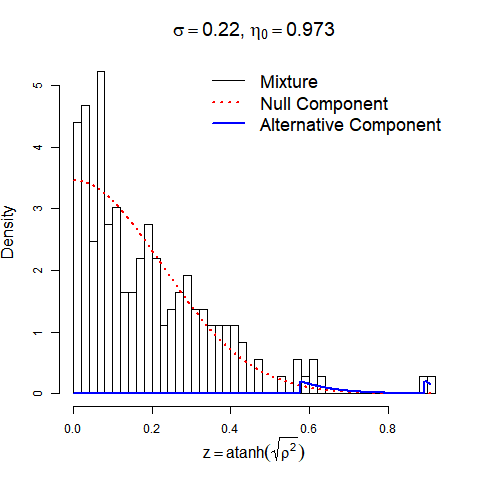 σ = 0.22, η₀ = 0.973
Mixture
Null Component
Alternative Component
Density
5
4
3
2
1
0
0.0 0.2 0.4 0.6 0.8
z = atanh(√ρ²)